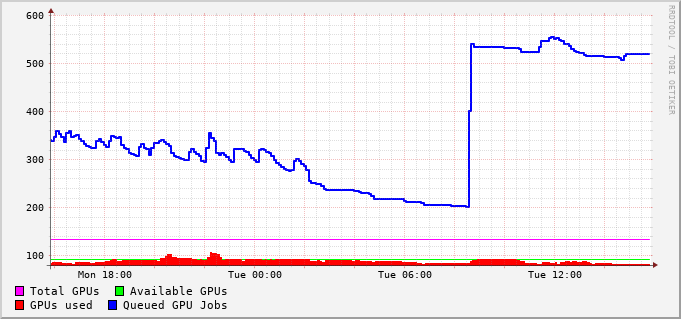 600
500
400
300
200
100
Mon 18:00 Tue 00:00 Tue 06:00 Tue 12:00
Total GPUs Available GPUs
GPUs used Queued GPU Jobs
RRDTOOL / TOBI OETIKER